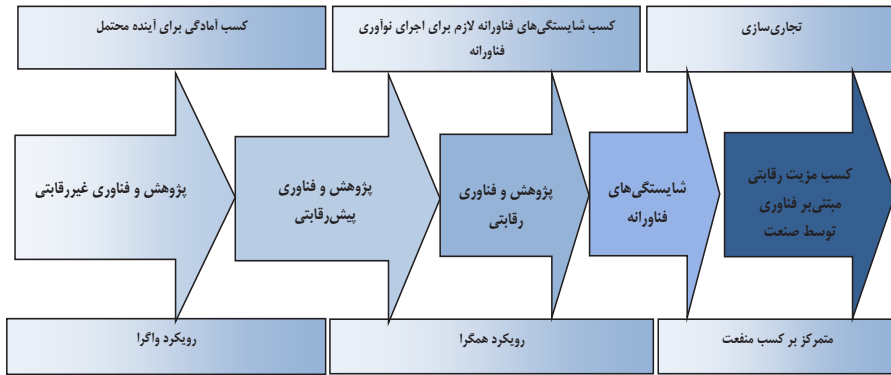 کسب آمادگی برای آینده محتمل
کسب شایستگی‌های فناورانه لازم برای اجرای نوآوری
فناورانه
تجاری‌سازی
پژوهش و فناوری غیررقابتی
پژوهش و فناوری
پیش‌رقابتی
پژوهش و فناوری
رقابتی
شایستگی‌های
فناورانه
کسب مزیت رقابتی
مبتنی‌بر فناوری
توسط صنعت
رویکرد واگرا
رویکرد همگرا
متمرکز بر کسب منفعت